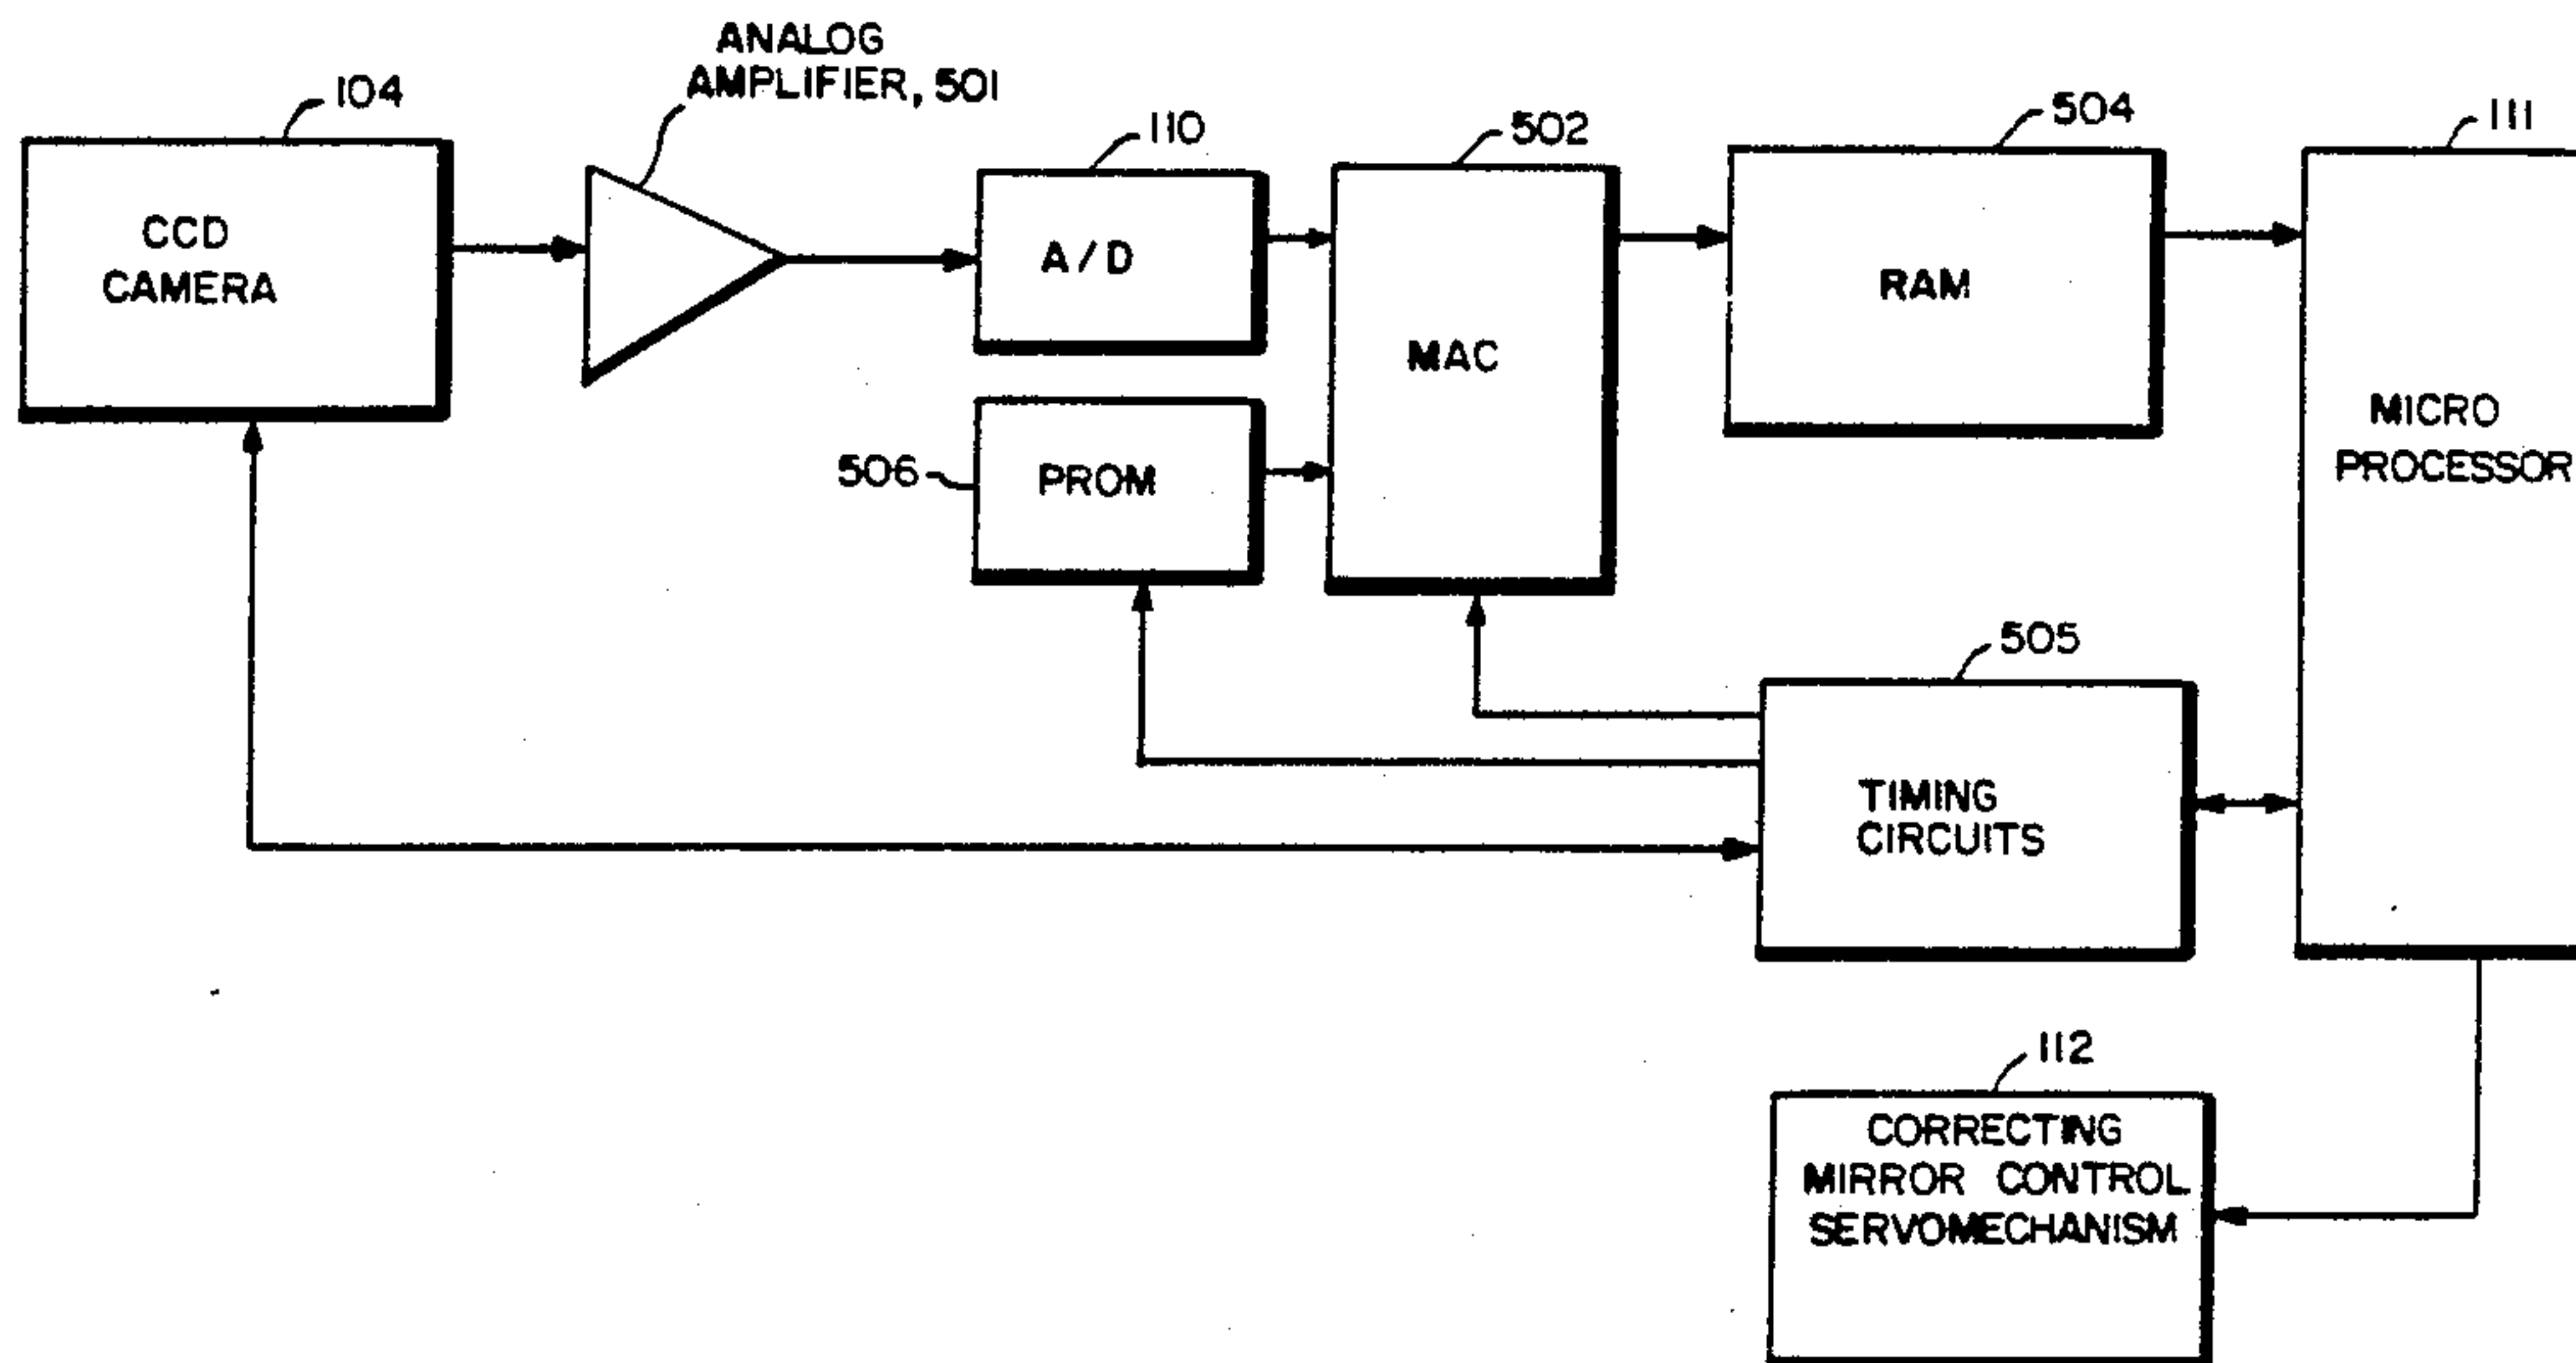 ANALOG
AMPLIFIER, 501
104
110
502
504
111
CCD
CAMERA
A/D
MAC
RAM
MICRO
PROCESSOR
506
PROM
505
TIMING
CIRCUITS
112
CORRECTING
MIRROR CONTROL
SERVOMECHANISM